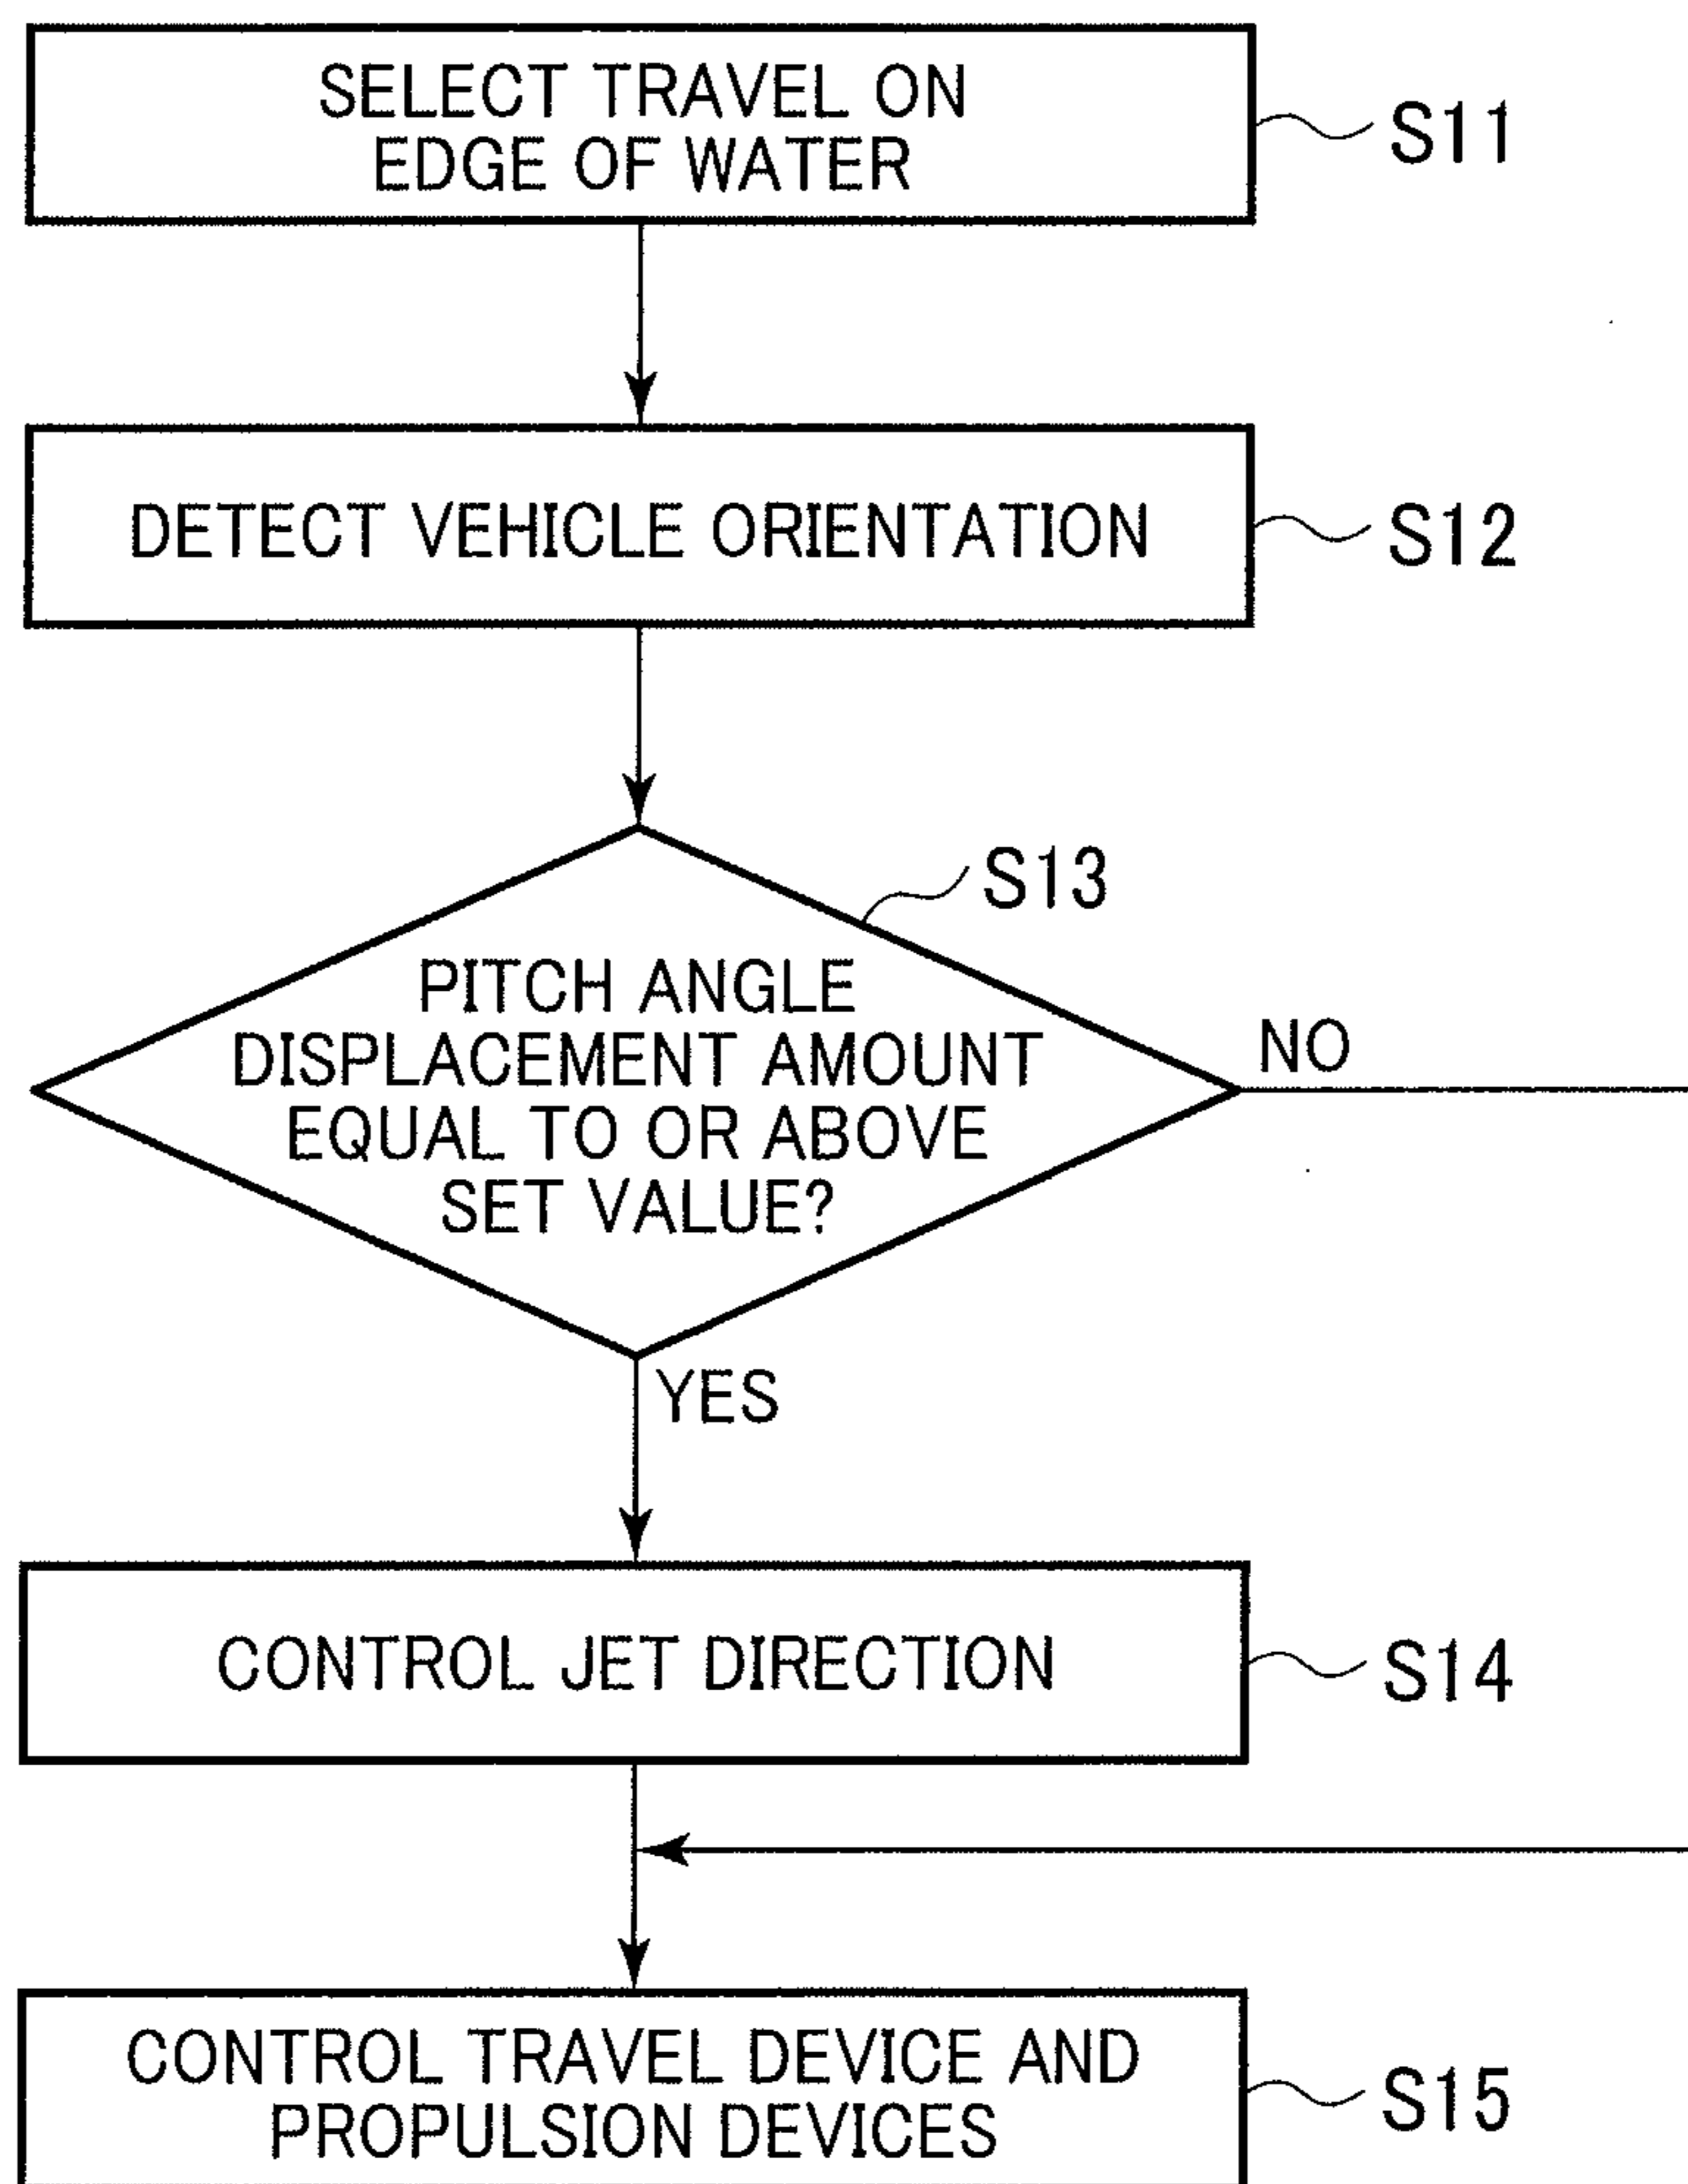 SELECT TRAVEL ON
EDGE OF WATER
S11
DETECT VEHICLE ORIENTATION
S12
S13
PITCH ANGLE
DISPLACEMENT AMOUNT
EQUAL TO OR ABOVE
SET VALUE?
NO
YES
CONTROL JET DIRECTION
S14
CONTROL TRAVEL DEVICE AND
PROPULSION DEVICES
S15